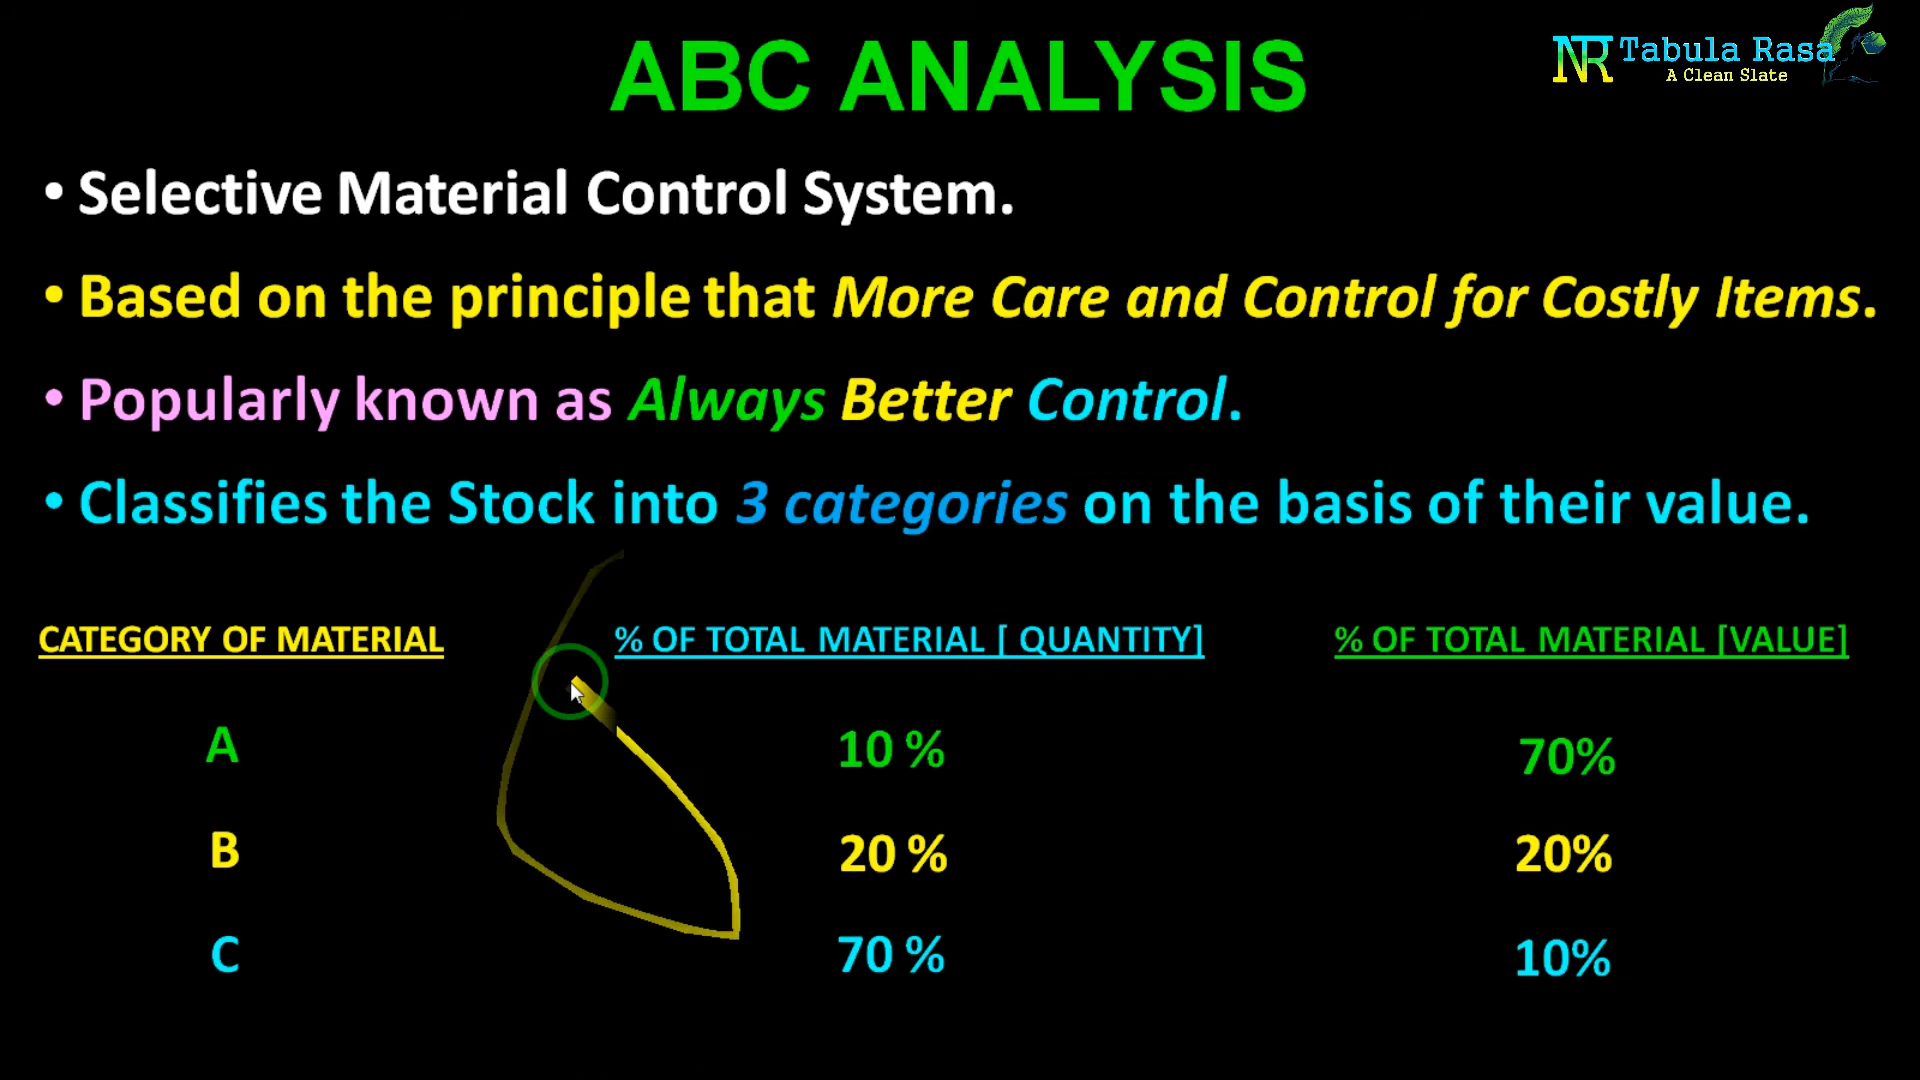 ABC ANALYSIS
NR Tabula Rasa
A Clean Slate
• Selective Material Control System.
• Based on the principle that More Care and Control for Costly Items.
• Popularly known as Always Better Control.
• Classifies the Stock into 3 categories on the basis of their value.
CATEGORY OF MATERIAL % OF TOTAL MATERIAL [ QUANTITY] % OF TOTAL MATERIAL [VALUE]
A 10 % 70%
B 20 % 20%
C 70 % 10%